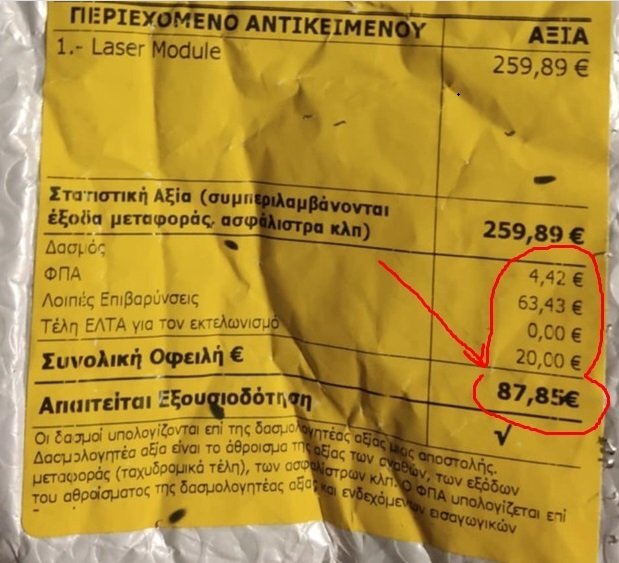 ΠΕΡΙΕΧΟΜΕΝΟ ΑΝΤΙΚΕΙΜΕΝΟΥ ΑΞΙΑ
1.- Laser Module 259,89 €
Στατιστική Αξία (συμπεριλαμβάνονται
έξοδα μεταφοράς, ασφάλιστρα κλπ) 259,89 €
Δασμός 4,42 €
ΦΠΑ 63,43 €
Λοιπές Επιβαρύνσεις 0,00 €
Τέλη ΕΛΤΑ για τον εκτελωνισμό 20,00 €
Συνολική Οφειλή € 87,85€
Απαιτείται Εξουσιοδότηση √
Οι δασμοί υπολογίζονται επί της δασμολογητέας αξίας μιας αποστολής.
Δασμολογητέα αξία είναι το άθροισμα της αξίας των αγαθών, των εξόδων
μεταφοράς (ταχυδρομικά τέλη), των ασφαλίστρων κλπ. Ο ΦΠΑ υπολογίζεται επί
του αθροίσματος της δασμολογητέας αξίας και ενδεχόμενων εισαγωγικών